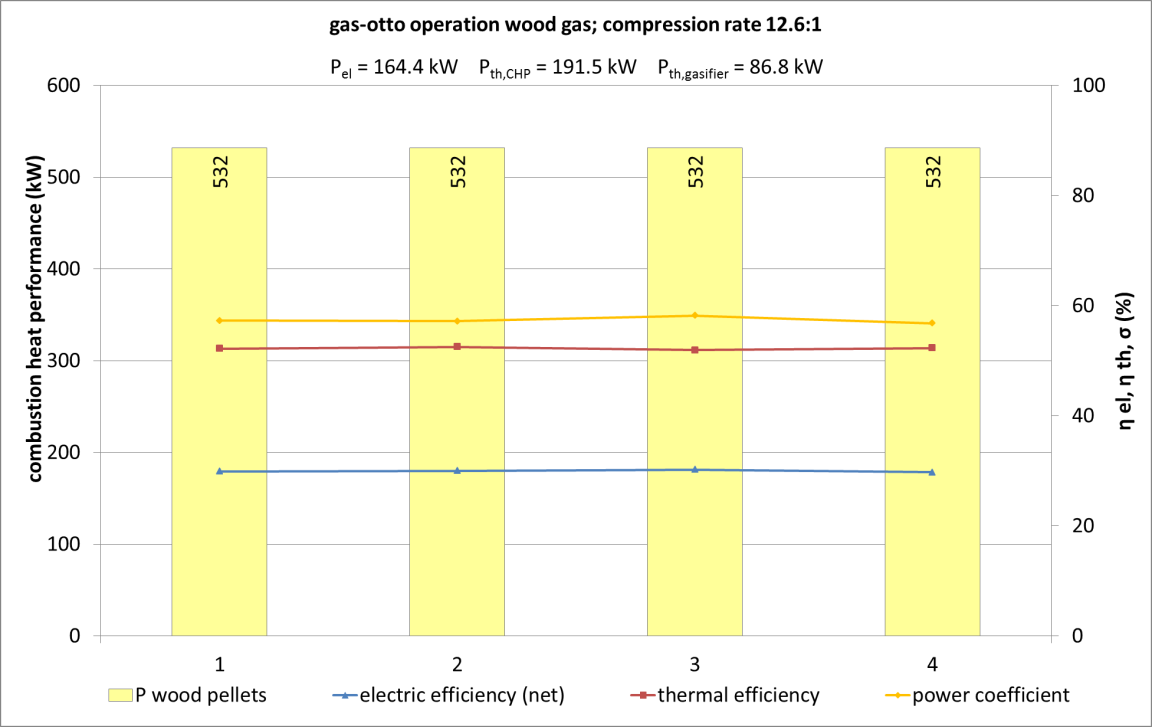 gas-otto operation wood gas; compression rate 12.6:1
Pel = 164.4 kW Pth,CHP = 191.5 kW Pth,gasifier = 86.8 kW
600
500
400
300
200
100
0
combustion heat performance (kW)
532
532
532
532
100
80
60
40
20
0
η el, η th, σ (%)
1 2 3 4
P wood pellets electric efficiency (net) thermal efficiency power coefficient